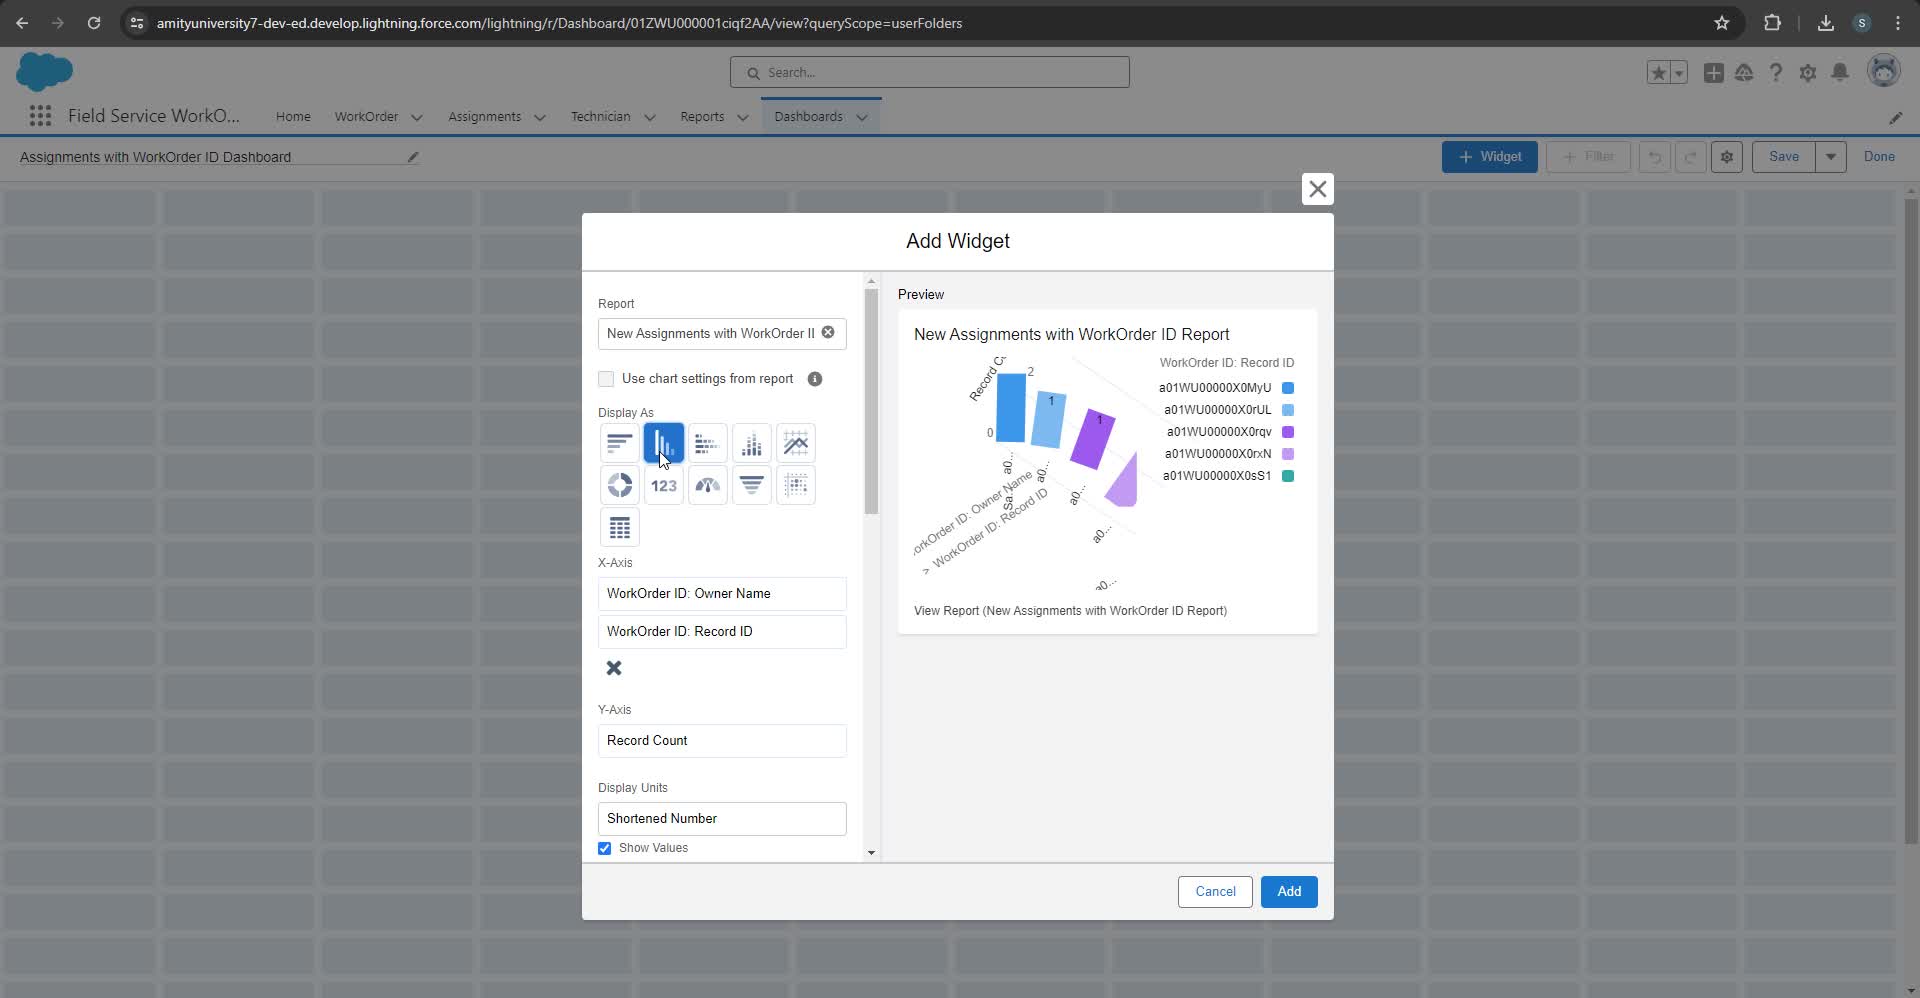 amityuniversity7-dev-ed.develop.lightning.force.com/lightning/r/Dashboard/01ZWU000001ciqf2AA/view?queryScope=userFolders
S
Search...
Field Service WorkO...
Home
WorkOrder
Assignments
Technician
Reports
Dashboards
Assignments with WorkOrder ID Dashboard
+ Widget
+ Filter
Save
Done
Add Widget
Report
New Assignments with WorkOrder
Use chart settings from report
Display As
123
X-Axis
WorkOrder ID: Owner Name
WorkOrder ID: Record ID
Y-Axis
Record Count
Display Units
Shortened Number
Show Values
Preview
New Assignments with WorkOrder ID Report
WorkOrder ID: Record ID
a01WU00000X0MyU
a01WU00000X0rUL
a01WU00000X0rqv
a01WU00000X0rxN
a01WU00000X0sS1
Record
2
1
1
0
a0...
Sa...
a0...
a0...
a0...
a0...
orkOrder ID: Owner Name
> WorkOrder ID: Record ID
View Report (New Assignments with WorkOrder ID Report)
Cancel
Add